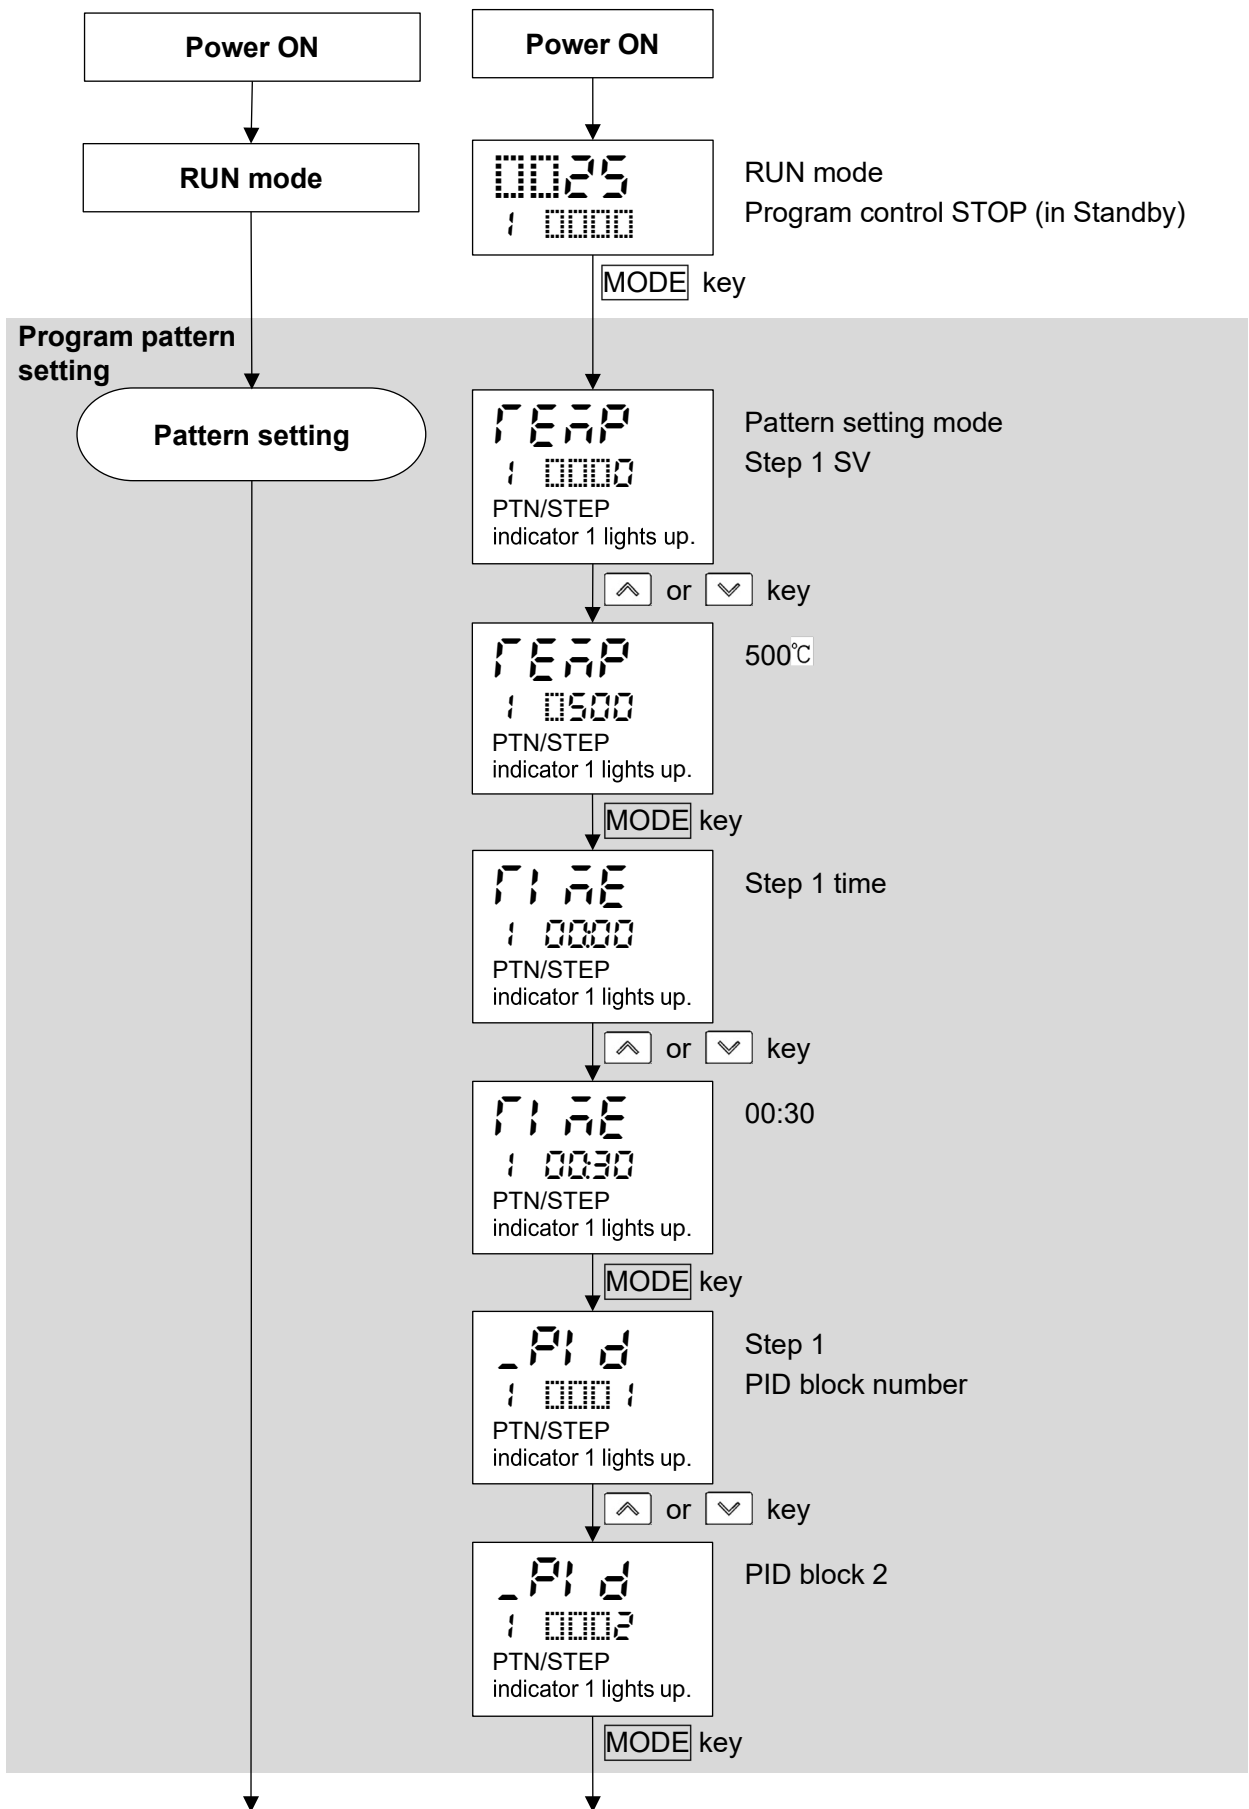 Power ON
Power ON
RUN mode
0025
1 0000
RUN mode
Program control STOP (in Standby)
MODE key
Program pattern
setting
Pattern setting
TEMP
1 0000
PTN/STEP
indicator 1 lights up.
Pattern setting mode
Step 1 SV
or key
TEMP
1 0500
PTN/STEP
indicator 1 lights up.
500℃
MODE key
TIME
1 00:00
PTN/STEP
indicator 1 lights up.
Step 1 time
or key
TIME
1 00:30
PTN/STEP
indicator 1 lights up.
00:30
MODE key
_PId
1 0001
PTN/STEP
indicator 1 lights up.
Step 1
PID block number
or key
_PId
1 0002
PTN/STEP
indicator 1 lights up.
PID block 2
MODE key